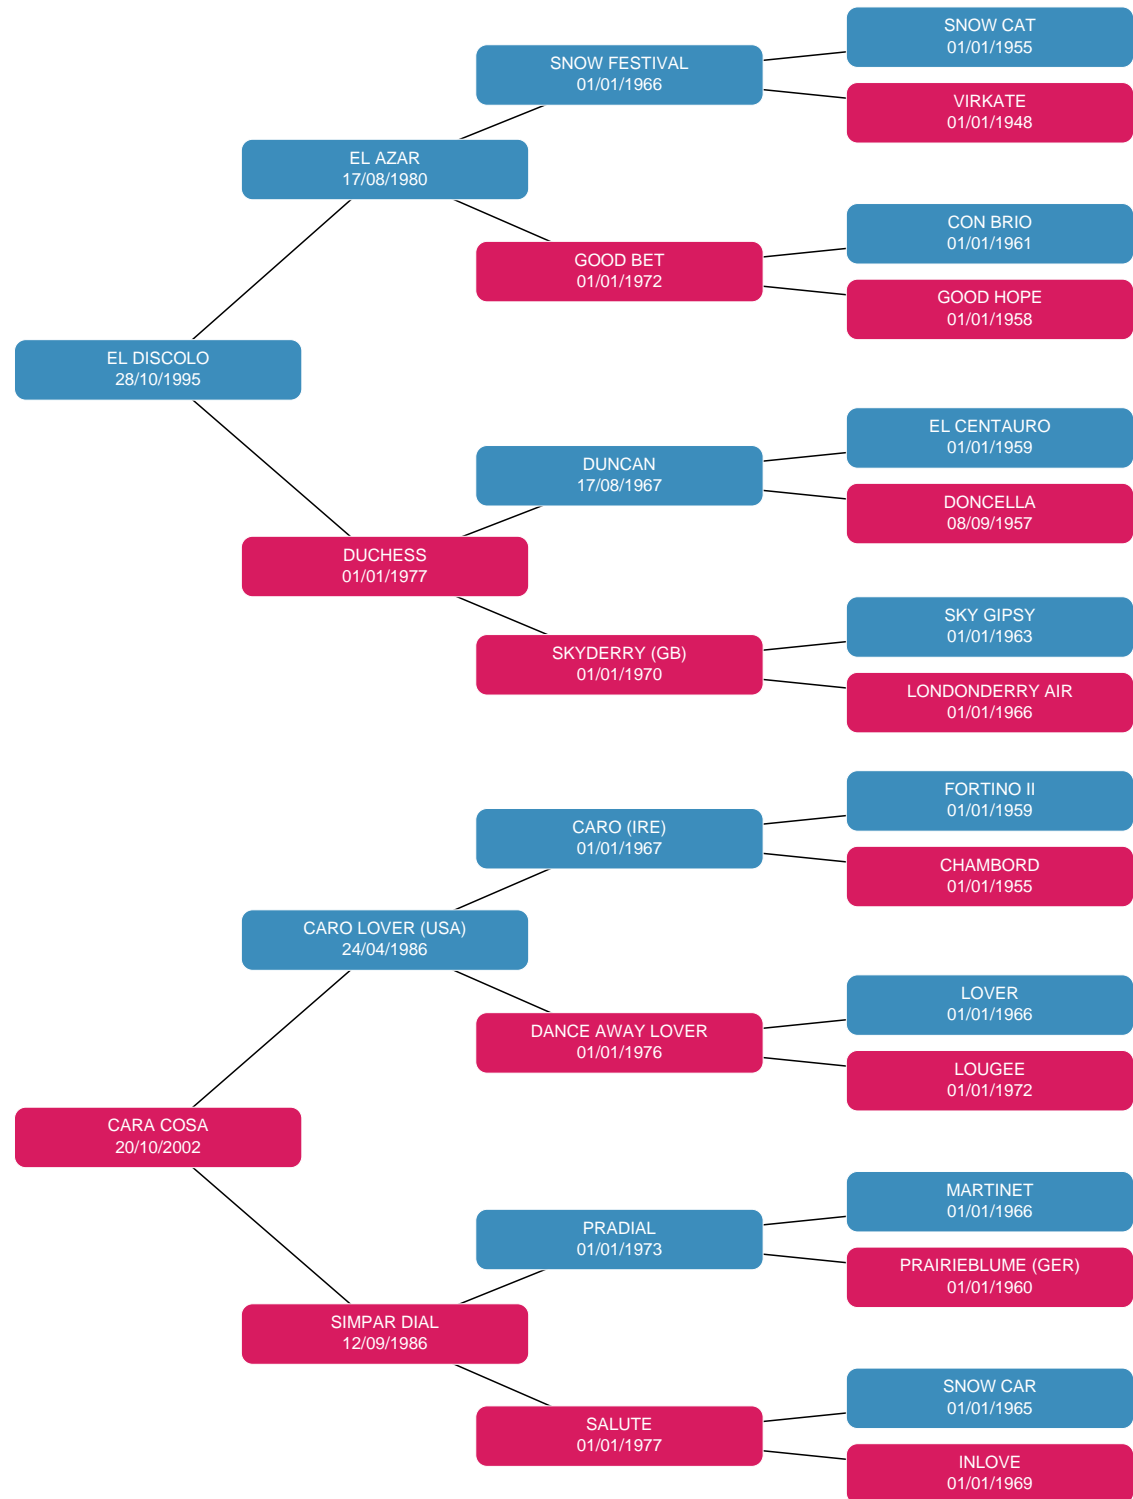 SNOW CAT
01/01/1955
SNOW FESTIVAL
01/01/1966
VIRKATE
01/01/1948
EL AZAR
17/08/1980
CON BRIO
01/01/1961
GOOD BET
01/01/1972
GOOD HOPE
01/01/1958
EL DISCOLO
28/10/1995
EL CENTAURO
01/01/1959
DUNCAN
17/08/1967
DONCELLA
08/09/1957
DUCHESS
01/01/1977
SKY GIPSY
01/01/1963
SKYDERRY (GB)
01/01/1970
LONDONDERRY AIR
01/01/1966
FORTINO II
01/01/1959
CARO (IRE)
01/01/1967
CHAMBORD
01/01/1955
CARO LOVER (USA)
24/04/1986
LOVER
01/01/1966
DANCE AWAY LOVER
01/01/1976
LOUGEE
01/01/1972
CARA COSA
20/10/2002
MARTINET
01/01/1966
PRADIAL
01/01/1973
PRAIRIEBLUME (GER)
01/01/1960
SIMPAR DIAL
12/09/1986
SNOW CAR
01/01/1965
SALUTE
01/01/1977
INLOVE
01/01/1969